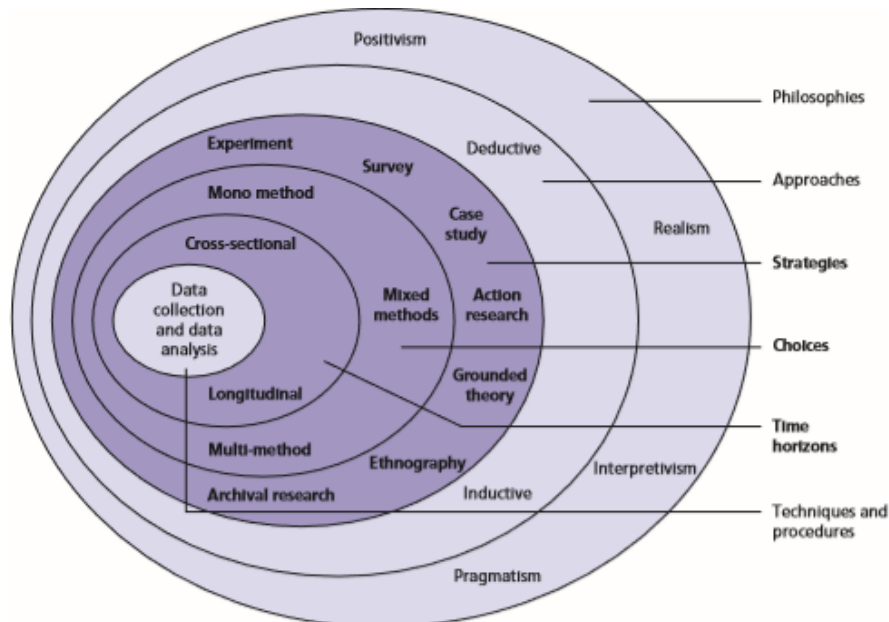 Positivism
Philosophies
Experiment
Deductive
Survey
Approaches
Mono method
Case
study
Realism
Cross-sectional
Strategies
Data
collection
and data
analysis
Mixed
methods
Action
research
Choices
Grounded
theory
Longitudinal
Time
horizons
Multi-method
Ethnography
Interpretivism
Archival research
Inductive
Techniques and
procedures
Pragmatism